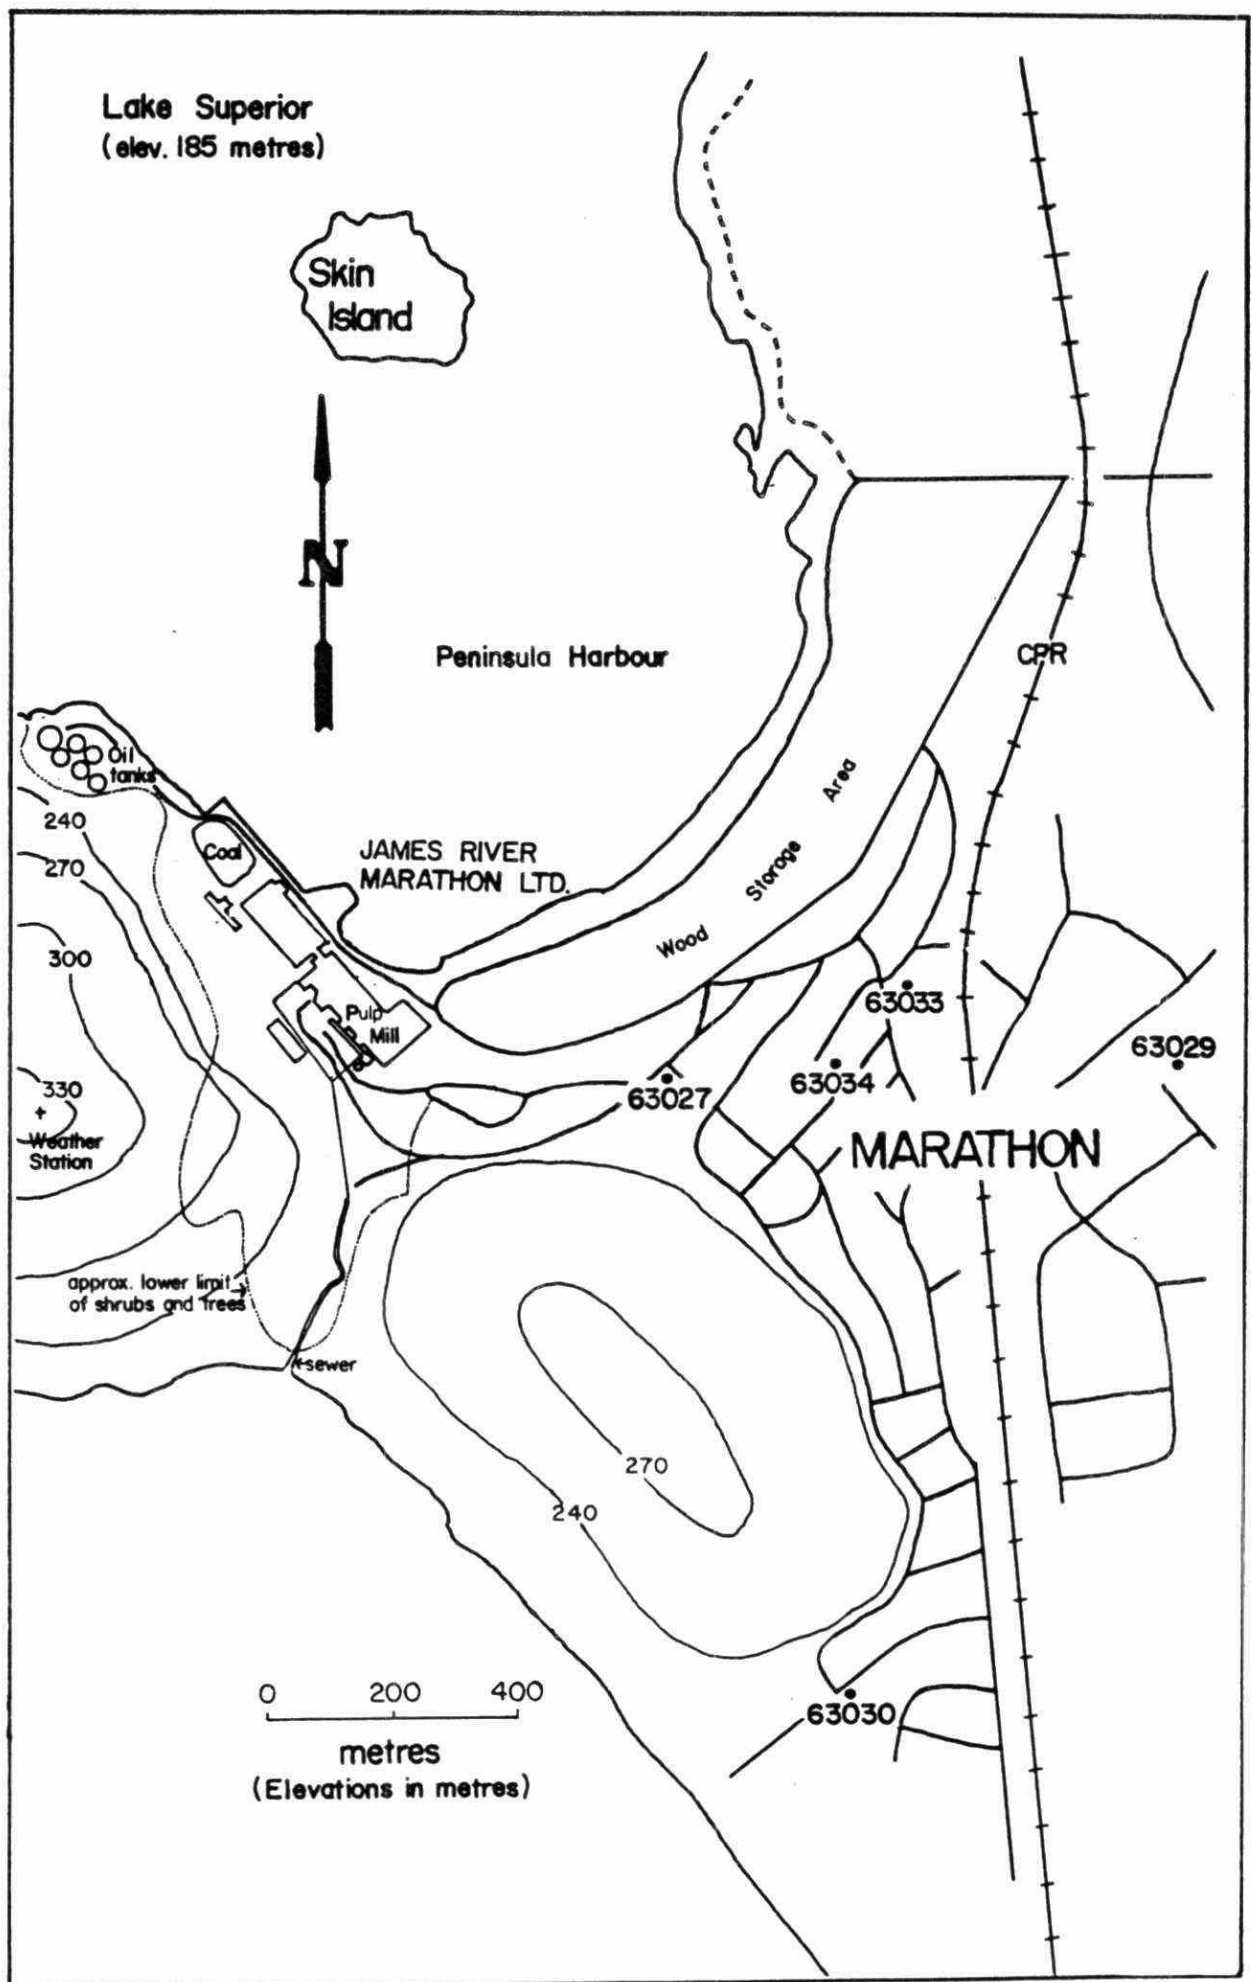 Lake Superior
(elev. 185 metres)
Skin
Island
N
Peninsula Harbour
CPR
Oil
tanks
240
270
Coal
JAMES RIVER
MARATHON LTD.
Wood Storage Area
300
Pulp
Mill
63033
63029
63034
63027
330
+
Weather
Station
MARATHON
approx. lower limit
of shrubs and trees
sewer
270
240
0 200 400
metres
(Elevations in metres)
63030